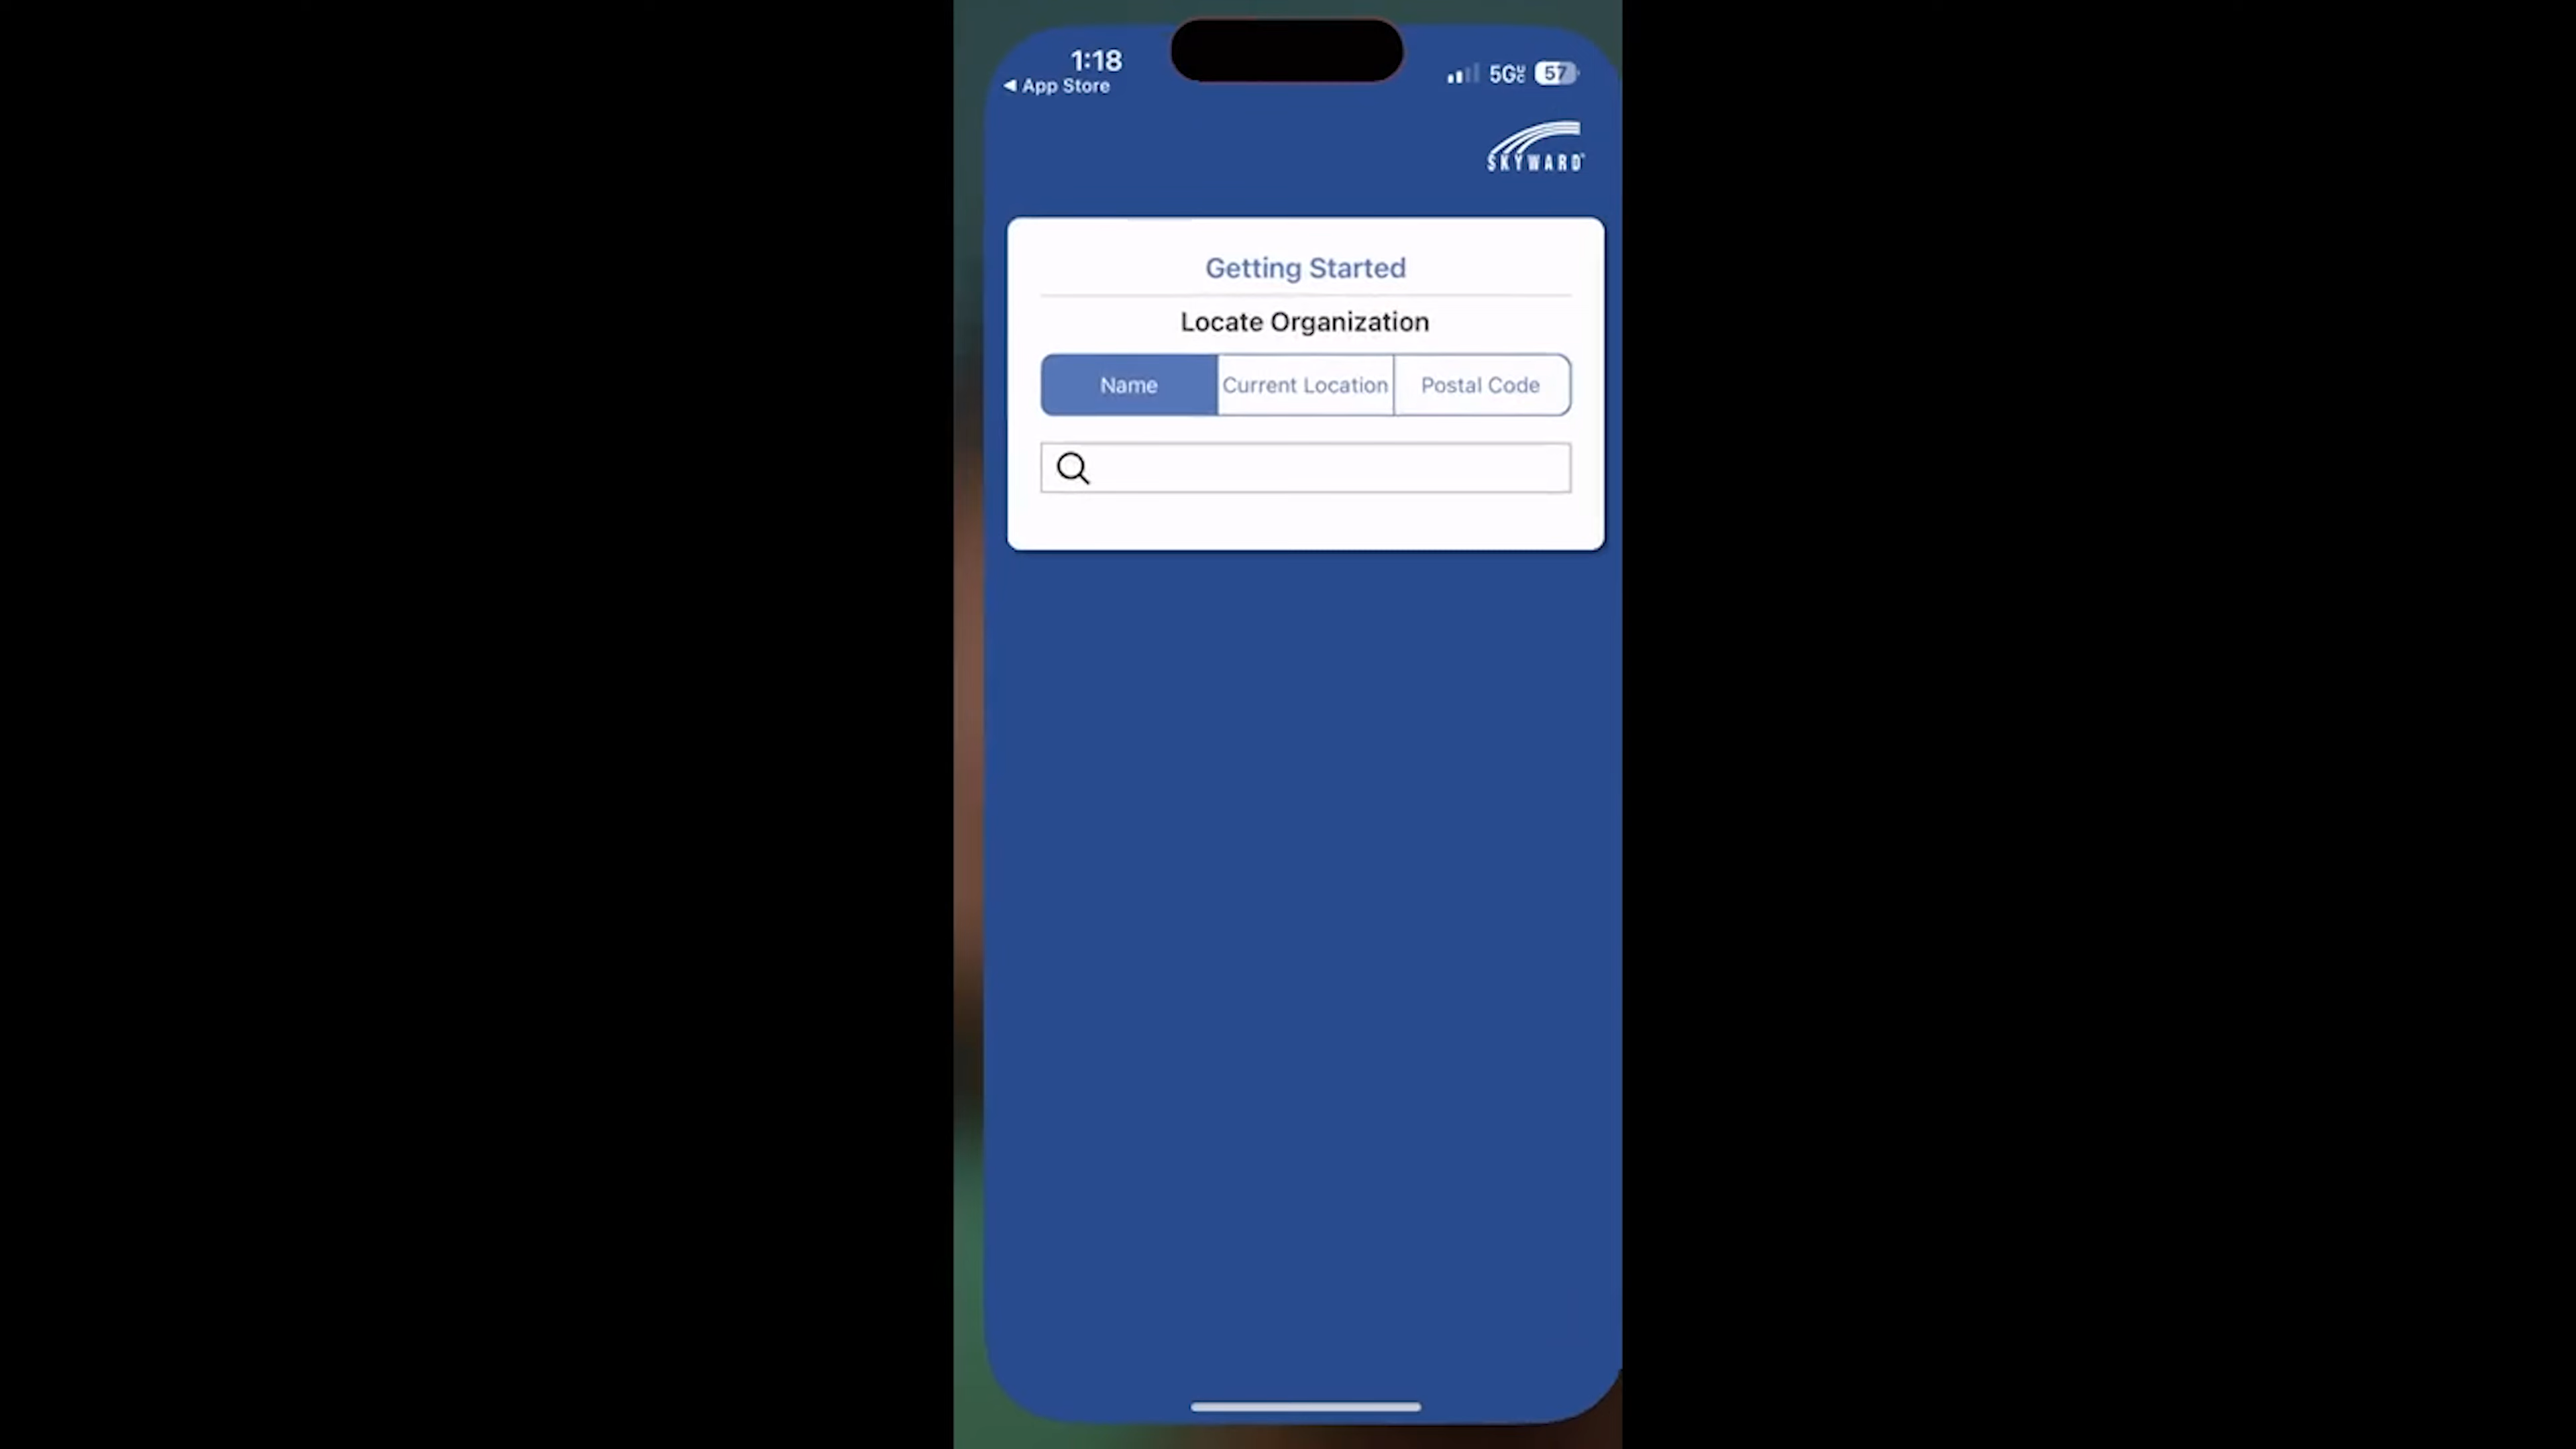 1:18
App Store
5G
57
SKYWARD
Getting Started
Locate Organization
Name
Current Location
Postal Code